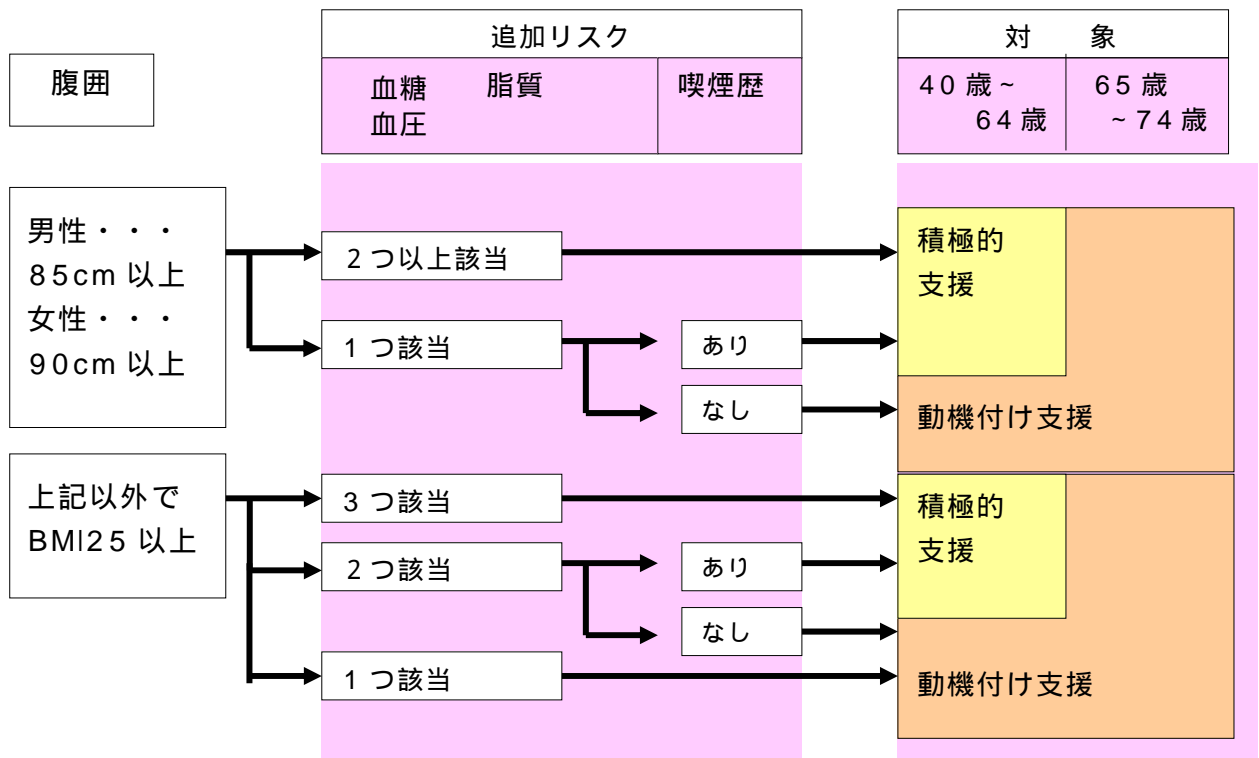 腹囲
追加リスク
血糖 脂質
血圧
喫煙歴
対 象
40歳~
64歳
65歳
~74歳
男性・・・
85cm以上
女性・・・
90cm以上
2つ以上該当
1つ該当
あり
なし
積極的
支援
動機付け支援
上記以外で
BMI25以上
3つ該当
2つ該当
あり
なし
1つ該当
積極的
支援
動機付け支援